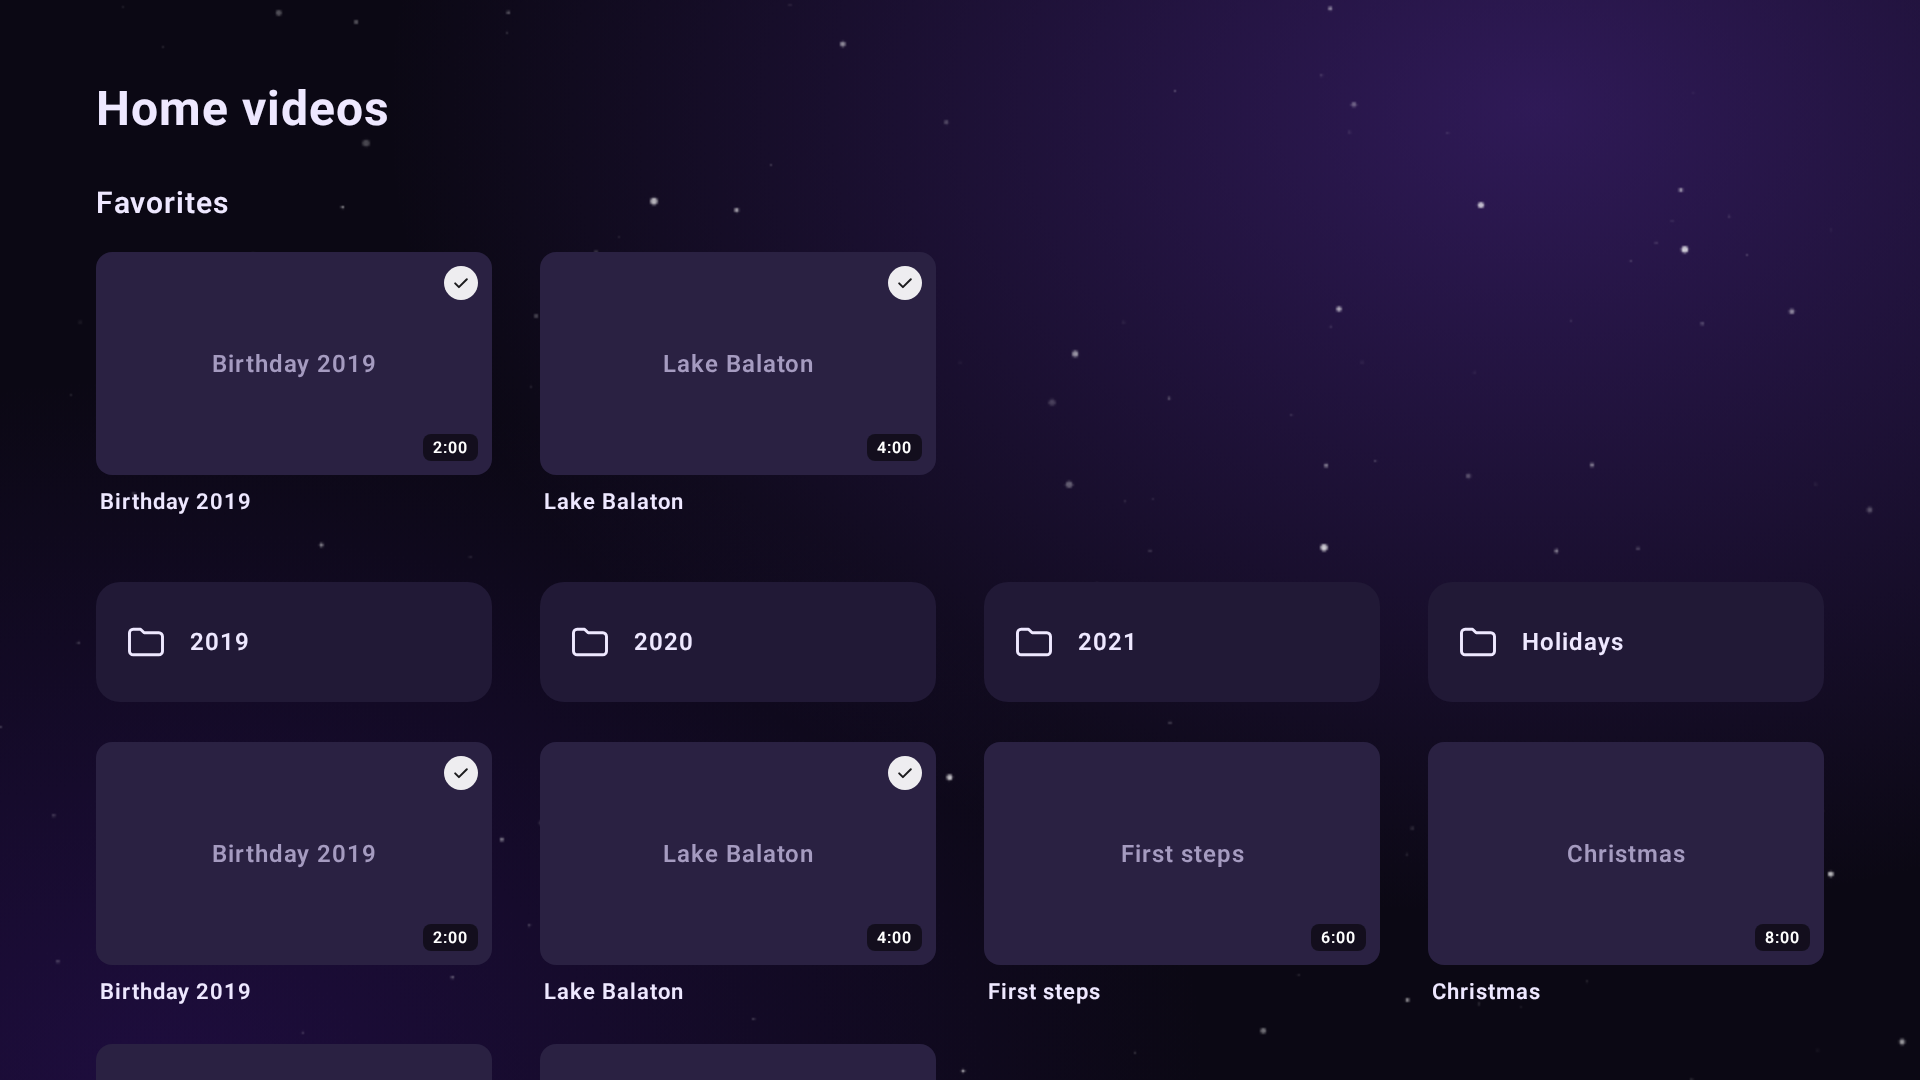 Home videos
Favorites
Birthday 2019
2:00
Birthday 2019
Lake Balaton
4:00
Lake Balaton
2019
2020
2021
Holidays
Birthday 2019
2:00
Birthday 2019
Lake Balaton
4:00
Lake Balaton
First steps
6:00
First steps
Christmas
8:00
Christmas